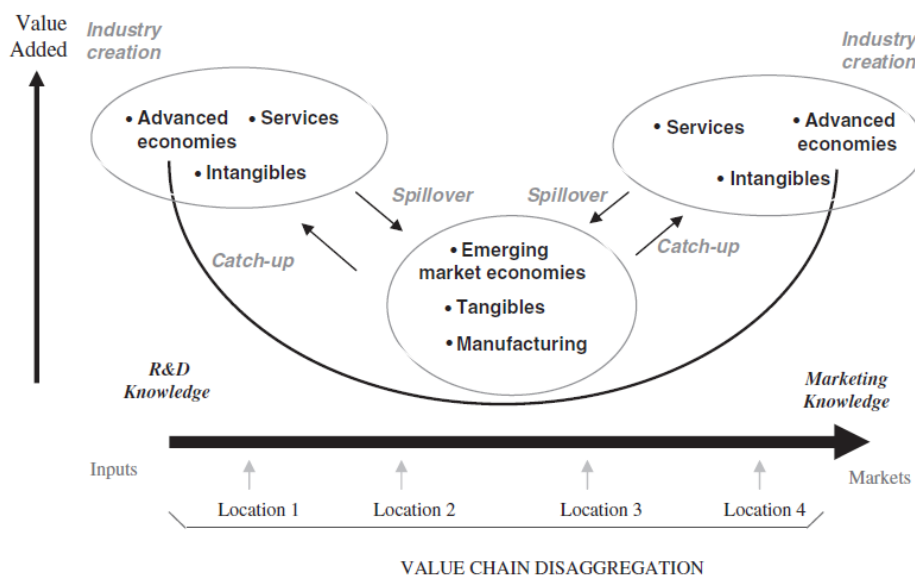 Value
Added
Industry
creation
Industry
creation
• Advanced
economies
• Services
• Intangibles
• Services
• Advanced
economies
• Intangibles
Spillover
Spillover
Catch-up
Catch-up
• Emerging
market economies
• Tangibles
• Manufacturing
R&D
Knowledge
Marketing
Knowledge
Inputs
Markets
Location 1
Location 2
Location 3
Location 4
VALUE CHAIN DISAGGREGATION